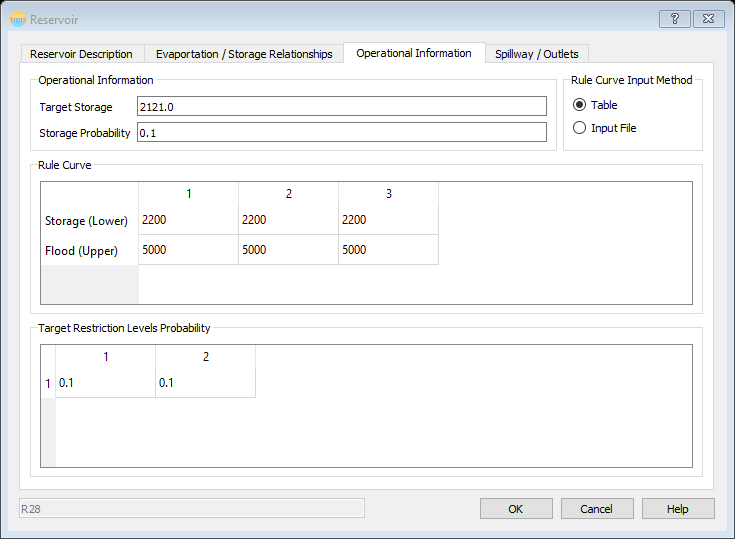 Reservoir
Reservoir Description Evaportation / Storage Relationships Operational Information Spillway / Outlets
Operational Information
Target Storage 2121.0
Storage Probability 0.1
Rule Curve Input Method
Table
Input File
Rule Curve
1 2 3
Storage (Lower) 2200 2200 2200
Flood (Upper) 5000 5000 5000
Target Restriction Levels Probability
1 2
1 0.1 0.1
R28 OK Cancel Help